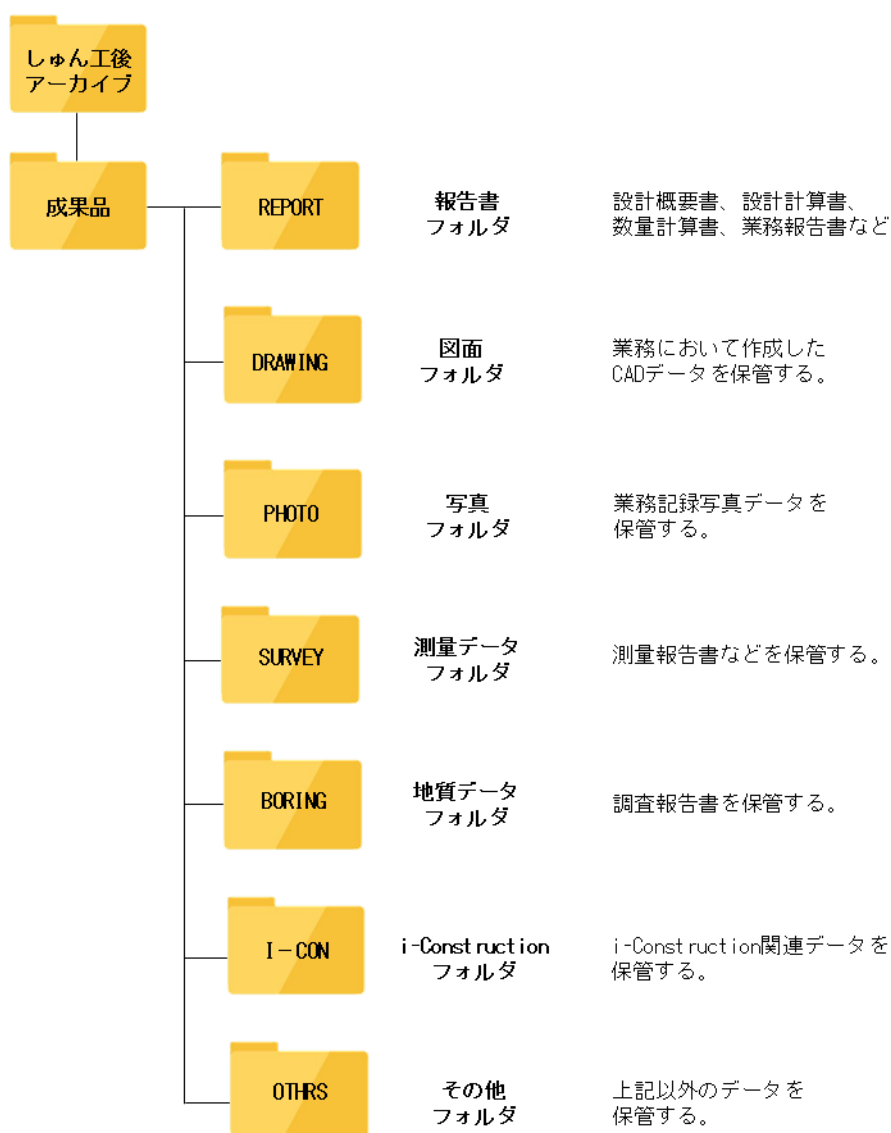 しゅん工後
アーカイブ
成果品
REPORT
報告書
フォルダ
設計概要書、設計計算書、
数量計算書、業務報告書など
DRAWING
図面
フォルダ
業務において作成した
CADデータを保管する。
PHOTO
写真
フォルダ
業務記録写真データを
保管する。
SURVEY
測量データ
フォルダ
測量報告書などを保管する。
BORING
地質データ
フォルダ
調査報告書を保管する。
I－CON
i-Construction
フォルダ
i-Construction関連データを
保管する。
OTHRS
その他
フォルダ
上記以外のデータを
保管する。